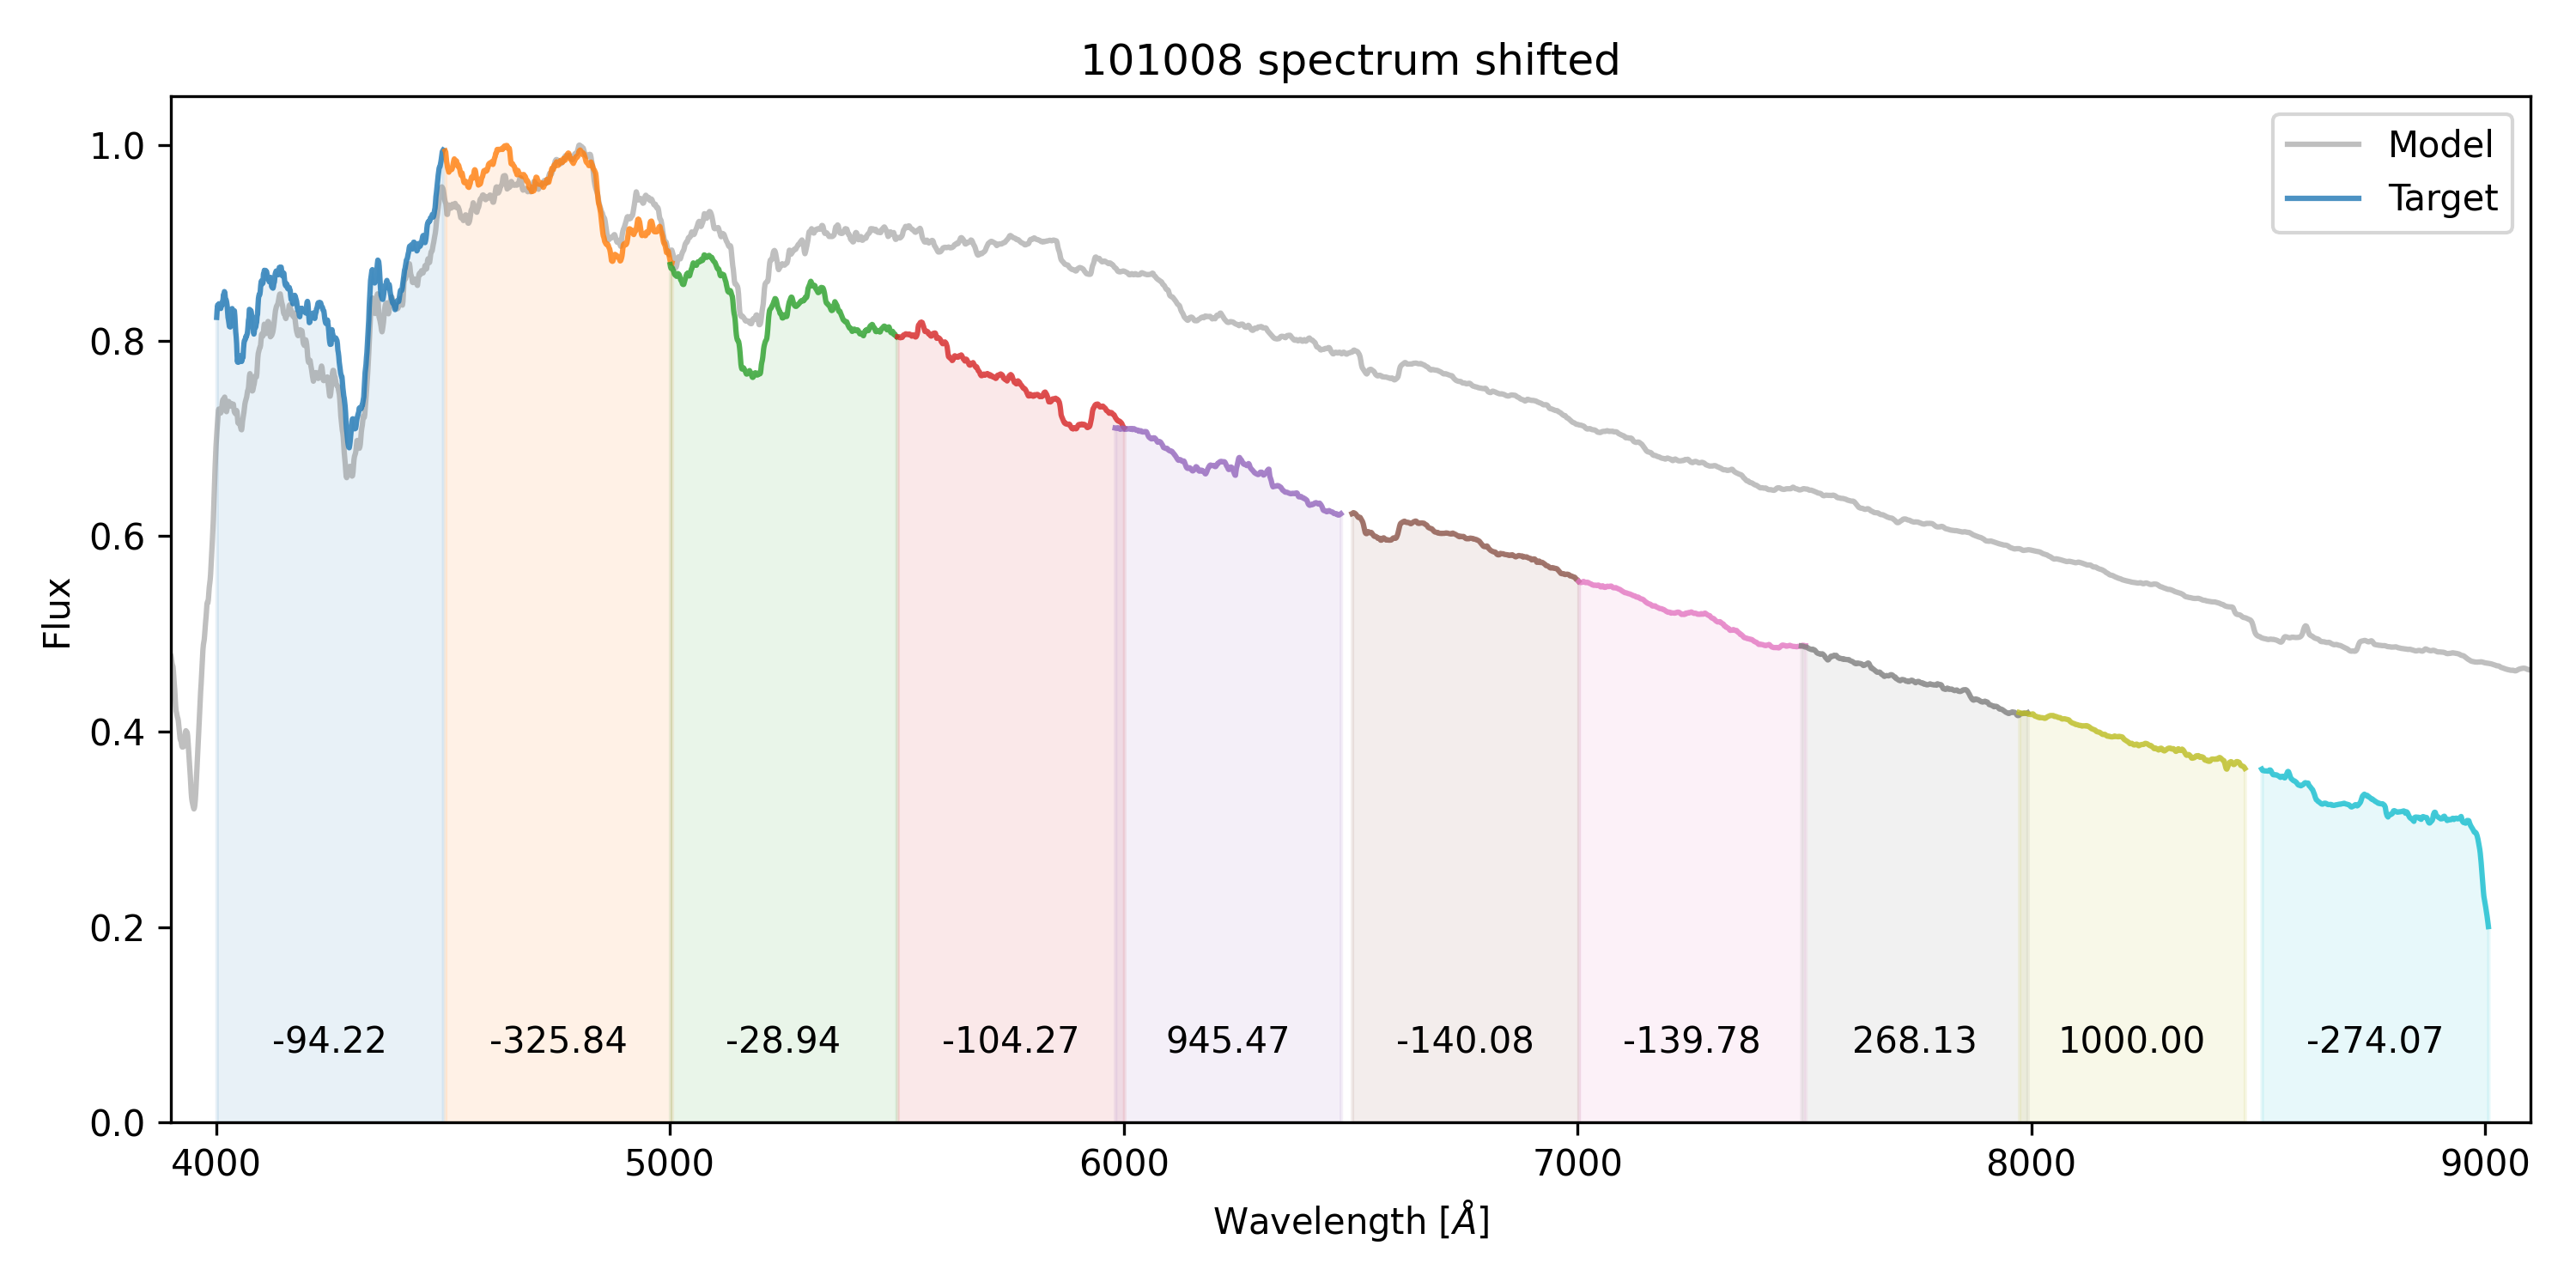 101008 spectrum shifted
Model
Target
1.0
0.8
0.6
0.4
0.2
0.0
Flux
-94.22 -325.84 -28.94 -104.27 945.47 -140.08 -139.78 268.13 1000.00 -274.07
4000 5000 6000 7000 8000 9000
Wavelength [Å]